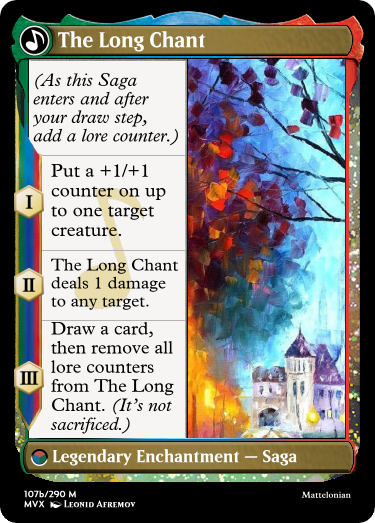 The Long Chant
(As this Saga
enters and after
your draw step,
add a lore counter.)
I
Put a +1/+1
counter on up
to one target
creature.
II
The Long Chant
deals 1 damage
to any target.
III
Draw a card,
then remove all
lore counters
from The Long
Chant. (It's not
sacrificed.)
Legendary Enchantment — Saga
107b/290 M
MVX Leonid Afremov
Mattelonian